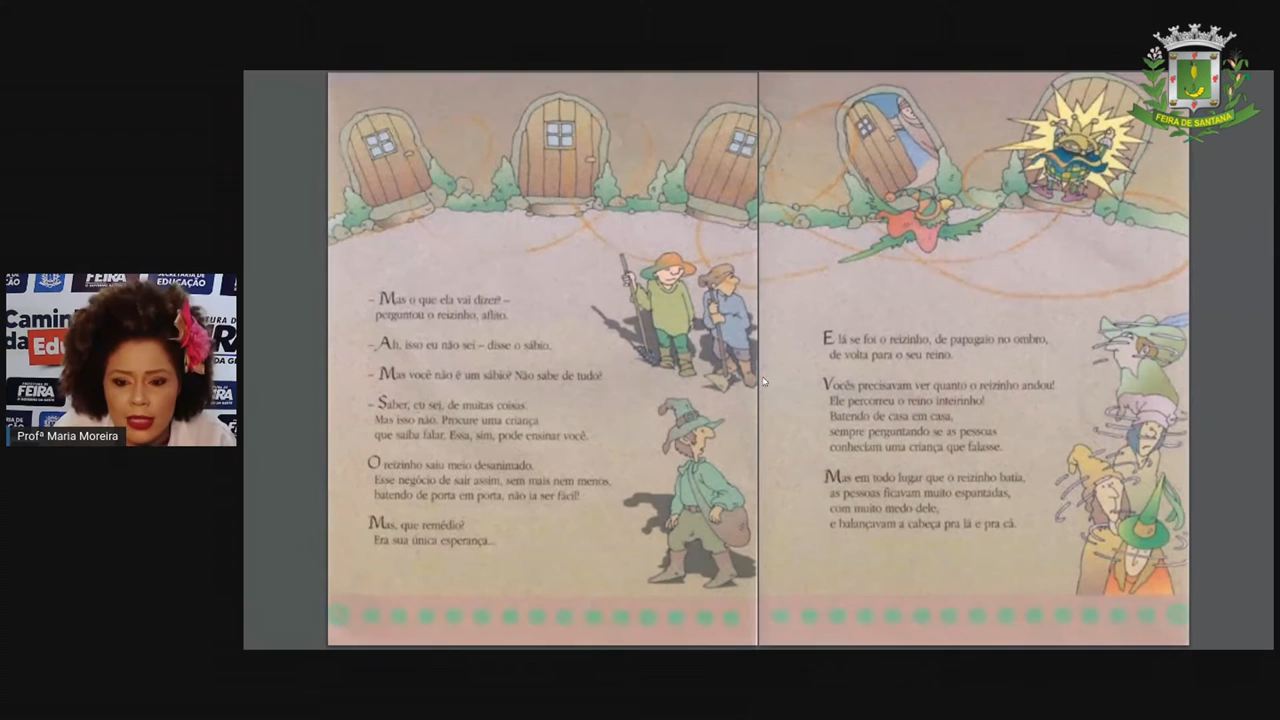 FEIRA DE SANTANA
– Mas o que ela vai dizer? –
perguntou o reizinho, aflito.
– Ah, isso eu não sei – disse o sábio.
– Mas você não é um sábio? Não sabe de tudo?
– Saber, eu sei, de muitas coisas.
Mas isso não. Procure uma criança
que saiba falar. Essa, sim, pode ensinar você.
O reizinho saiu meio desanimado.
Esse negócio de sair assim, sem mais nem menos,
batendo de porta em porta, não ia ser fácil!
Mas, que remédio?
Era sua única esperança...
E lá se foi o reizinho, de papagaio no ombro,
de volta para o seu reino.
Vocês precisavam ver quanto o reizinho andou!
Ele percorreu o reino inteirinho!
Batendo de casa em casa,
sempre perguntando se as pessoas
conheciam uma criança que falasse.
Mas em todo lugar que o reizinho batia,
as pessoas ficavam muito espantadas,
com muito medo dele,
e balançavam a cabeça pra lá e pra cá.
FEIRA
EDUCAÇÃO
Camin
da
Edu
FEIRA
FEIRA
Profª Maria Moreira